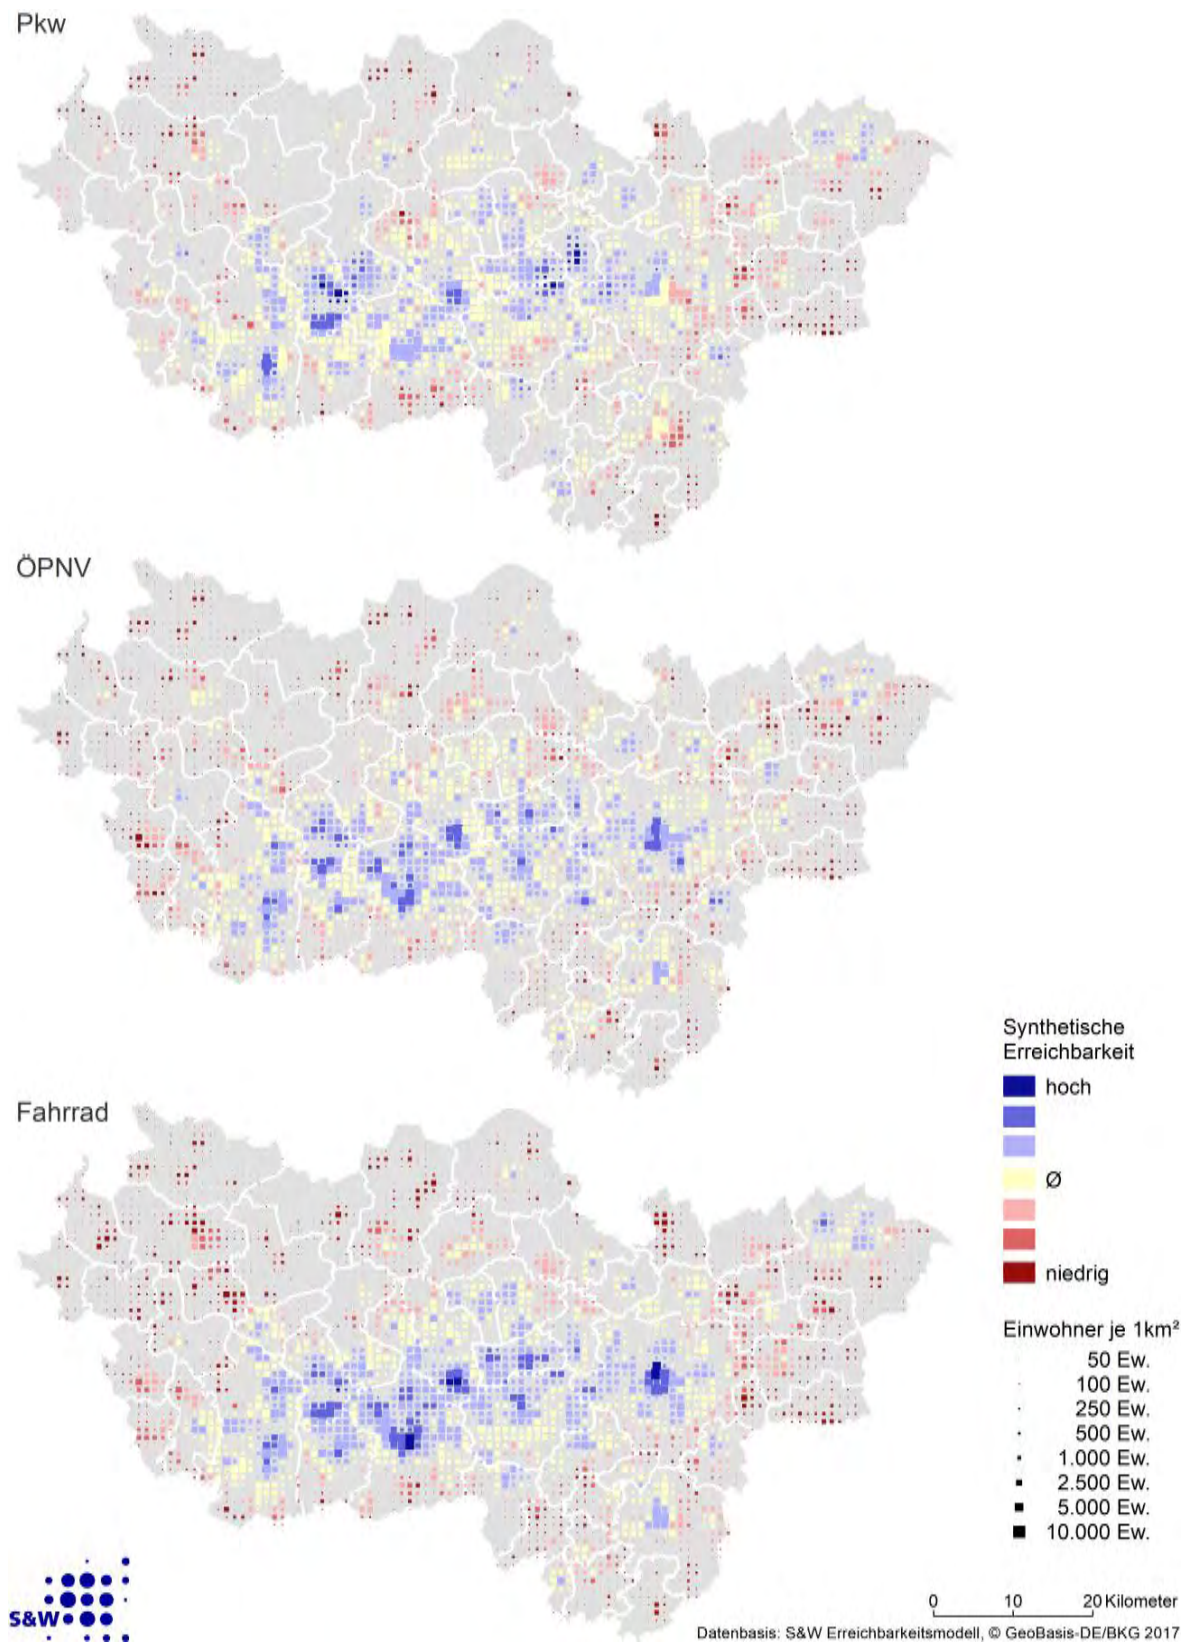 Pkw
ÖPNV
Fahrrad
Synthetische
Erreichbarkeit
hoch
Ø
niedrig
Einwohner je 1km²
50 Ew.
100 Ew.
250 Ew.
500 Ew.
1.000 Ew.
2.500 Ew.
5.000 Ew.
10.000 Ew.
S&W
0 10 20 Kilometer
Datenbasis: S&W Erreichbarkeitsmodell, © GeoBasis-DE/BKG 2017